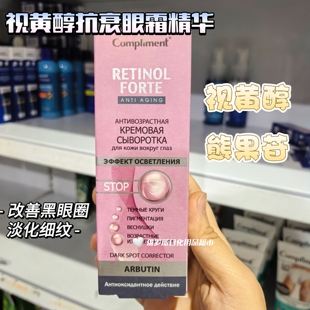 视黄醇抗衰眼霜精华
Compliment
RETINOL
FORTE
ANTI AGING
АНТИВОЗРАСТНАЯ
КРЕМОВАЯ
СЫВОРОТКА
для кожи вокруг глаз
ЭФФЕКТ ОСВЕТЛЕНИЯ
STOP
ТЕМНЫЕ КРУГИ
ПИГМЕНТАЦИЯ
ВЕСНУШКИ
ВОЗРАСТНЫЕ
DARK SPOT CORRECTOR
ARBUTIN
Антиоксидантное действие
视黄醇
熊果苷
- 改善黑眼圈
淡化细纹 -